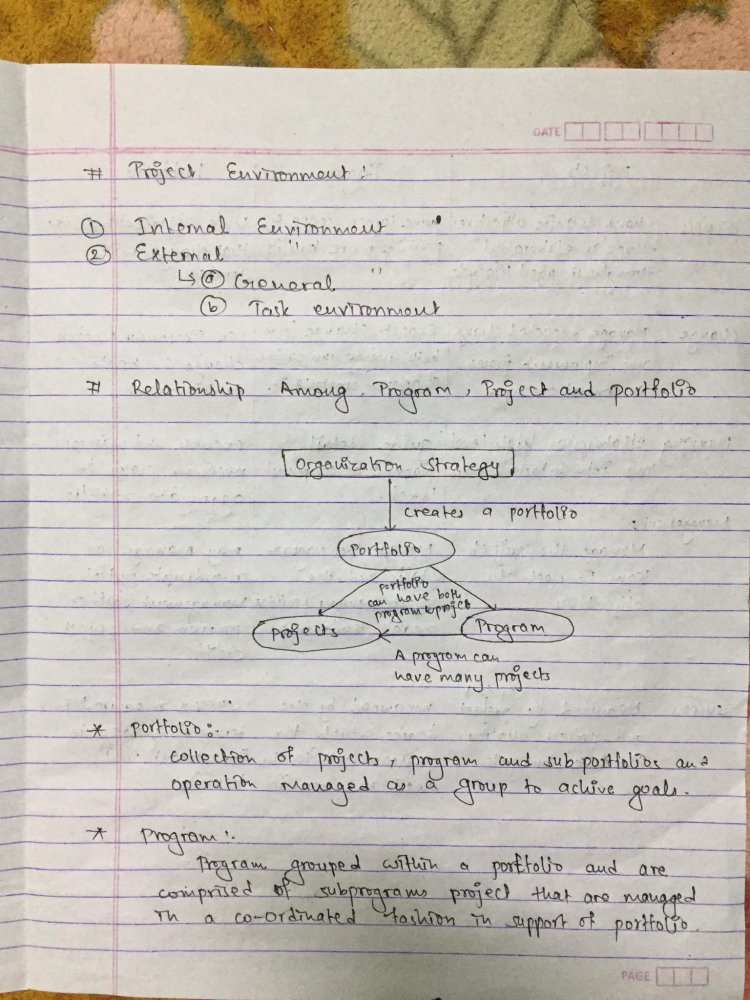 DATE
# Project Environment :
① Internal Environment
② External "
↳ ⓐ General "
ⓑ Task environment
# Relationship Among Program, Project and portfolio
Organization Strategy
creates a portfolio
Portfolio
portfolio
can have both
program & project
Projects
Program
A program can
have many projects
* portfolio :.
collection of projects, program and sub portfolios and
operation managed as a group to achive goals.
* Program :.
Program grouped within a portfolio and are
comprised of subprograms project that are managed
in a co-ordinated fashion in support of portfolio.
PAGE